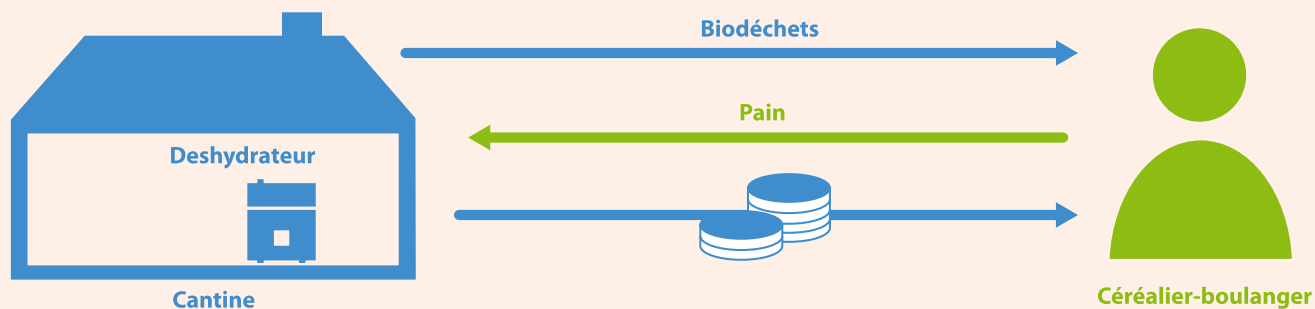 Biodéchets
Pain
Deshydrateur
Cantine
Céréalier-boulanger